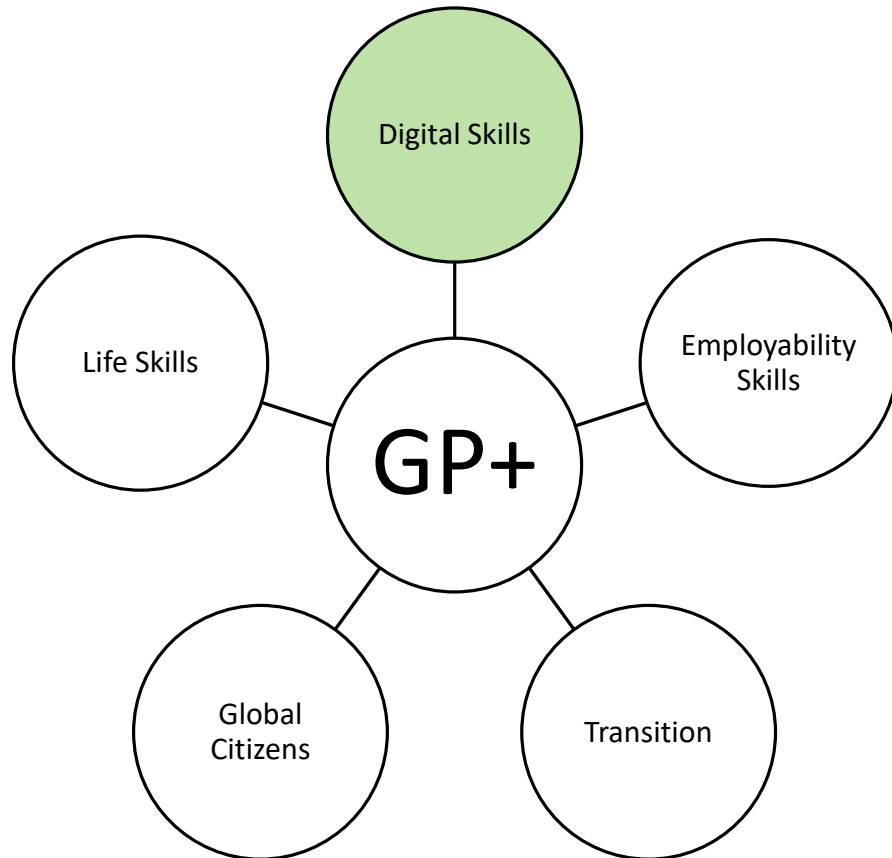 Digital Skills
Life Skills
Employability
Skills
GP+
Global
Citizens
Transition